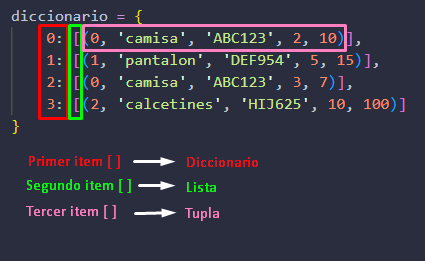 diccionario = {
    0: [(0, 'camisa', 'ABC123', 2, 10)],
    1: [(1, 'pantalon', 'DEF954', 5, 15)],
    2: [(0, 'camisa', 'ABC123', 3, 7)],
    3: [(2, 'calcetines', 'HIJ625', 10, 100)]
}
Primer item [ ] Diccionario
Segundo item [ ] Lista
Tercer item [ ] Tupla